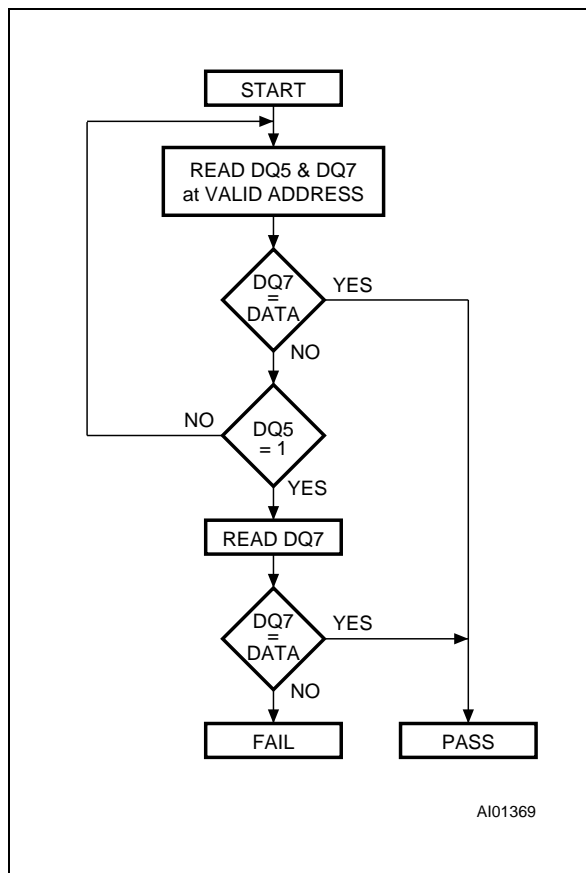 START
READ DQ5 & DQ7
at VALID ADDRESS
DQ7
=
DATA
YES
NO
DQ5
= 1
NO
YES
READ DQ7
DQ7
=
DATA
YES
NO
FAIL
PASS
AI01369